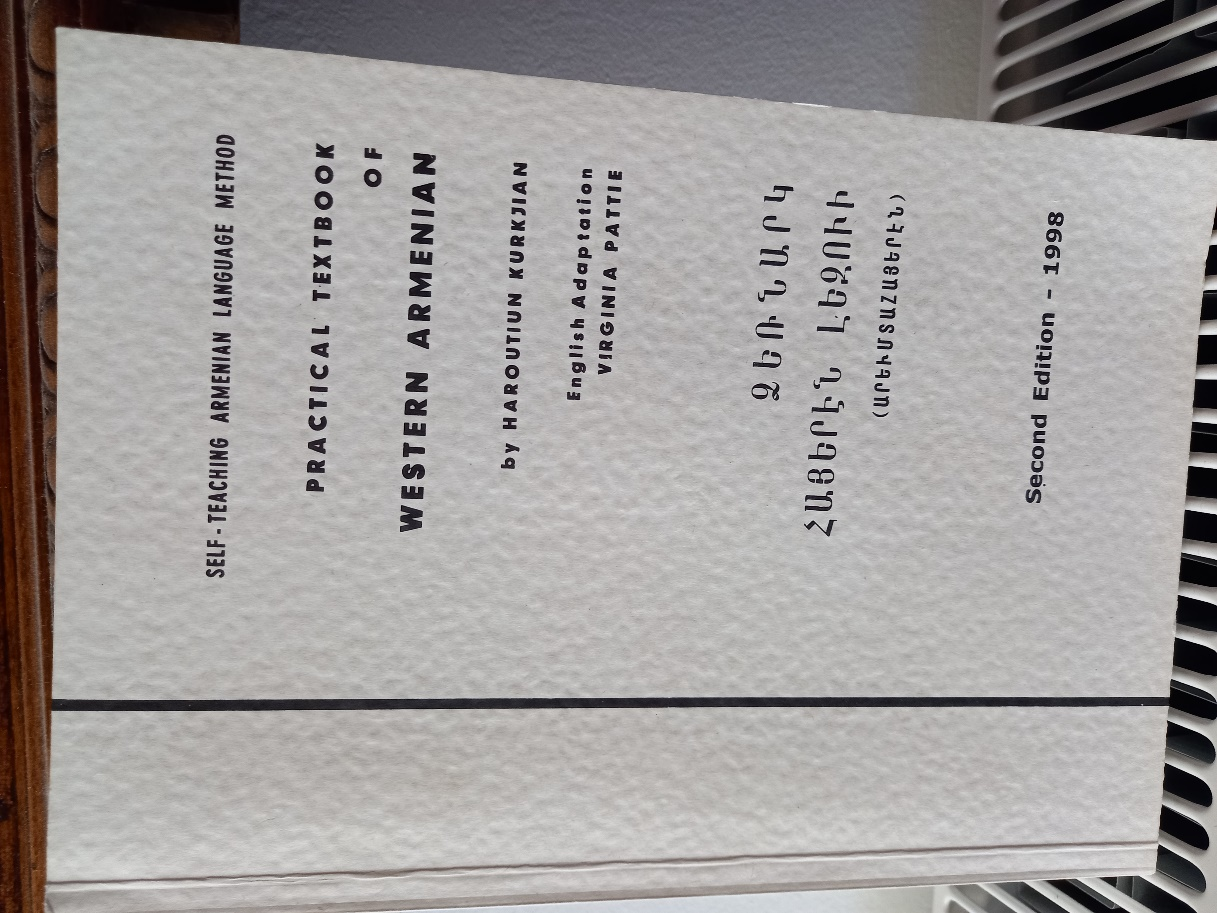 SELF-TEACHING ARMENIAN LANGUAGE METHOD
PRACTICAL TEXTBOOK
OF
WESTERN ARMENIAN
by HAROUTIUN KURKJIAN
English Adaptation
VIRGINIA PATTIE
ՁԵՌՆԱՐԿ
ՀԱՅԵՐԷՆ ԼԵԶՈՒԻ
(ԱՐԵՒՄՏԱՀԱՅԵՐԷՆ)
Second Edition - 1998